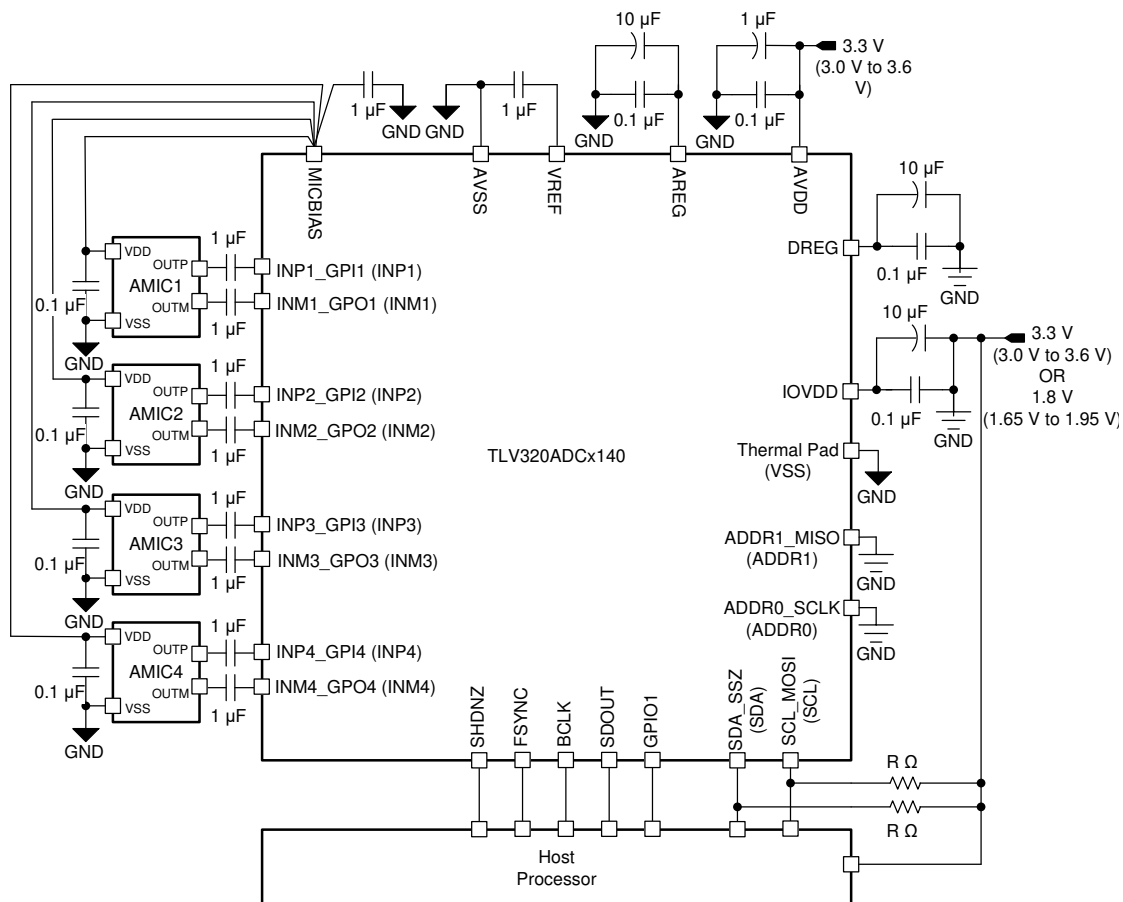 10 µF
1 µF
3.3 V
(3.0 V to 3.6
V)
1 µF
GND
GND
1 µF
0.1 µF
GND
0.1 µF
GND
MICBIAS
AVSS
VREF
AREG
AVDD
10 µF
DREG
0.1 µF
GND
1 µF
VDD
OUTP
INP1_GPI1 (INP1)
AMIC1
0.1 µF
OUTM
INM1_GPO1 (INM1)
VSS
1 µF
GND
10 µF
3.3 V
(3.0 V to 3.6 V)
OR
1.8 V
(1.65 V to 1.95 V)
IOVDD
0.1 µF
GND
1 µF
VDD
OUTP
INP2_GPI2 (INP2)
AMIC2
0.1 µF
OUTM
INM2_GPO2 (INM2)
VSS
1 µF
GND
TLV320ADCx140
Thermal Pad
(VSS)
GND
1 µF
VDD
OUTP
INP3_GPI3 (INP3)
AMIC3
0.1 µF
OUTM
INM3_GPO3 (INM3)
VSS
1 µF
GND
ADDR1_MISO
(ADDR1)
GND
ADDR0_SCLK
(ADDR0)
GND
1 µF
VDD
OUTP
INP4_GPI4 (INP4)
AMIC4
0.1 µF
OUTM
INM4_GPO4 (INM4)
VSS
1 µF
GND
SHDNZ
FSYNC
BCLK
SDOUT
GPIO1
SDA_SSZ
(SDA)
SCL_MOSI
(SCL)
R Ω
R Ω
Host
Processor